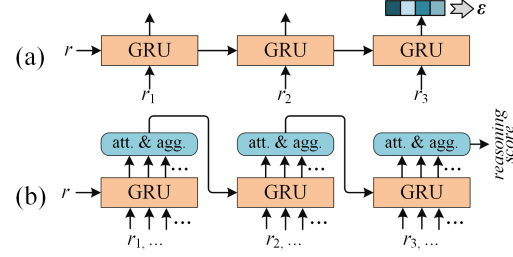 ε
(a) r GRU GRU GRU
r1 r2 r3
att. & agg. att. & agg. att. & agg. reasoning score
(b) r GRU GRU GRU
r1, ... r2, ... r3, ...